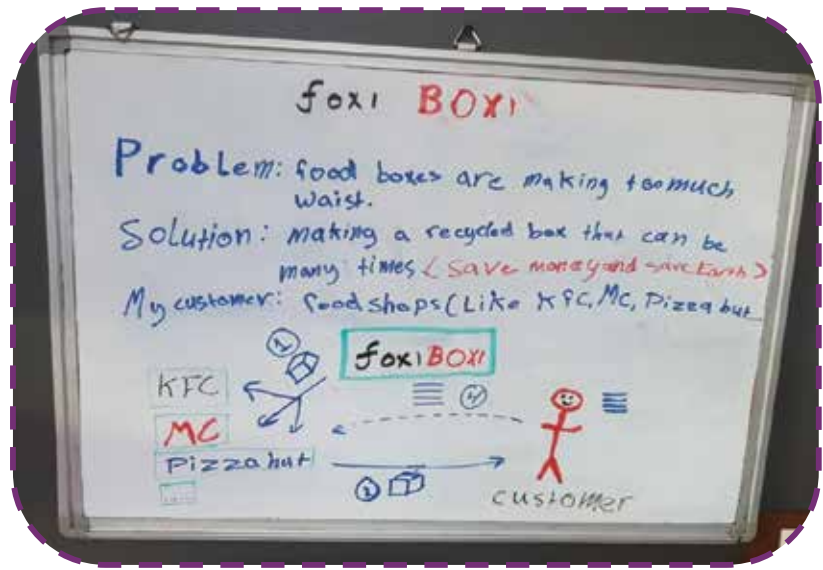 foxi BOXI
Problem: food boxes are making too much
waist.
Solution: making a recycled box that can be
many times (save money and save Earth)
My customer: food shops (Like KFC, MC, Pizza hut
foxi BOXI
1
KFC
4
MC
Pizza hut
....
customer